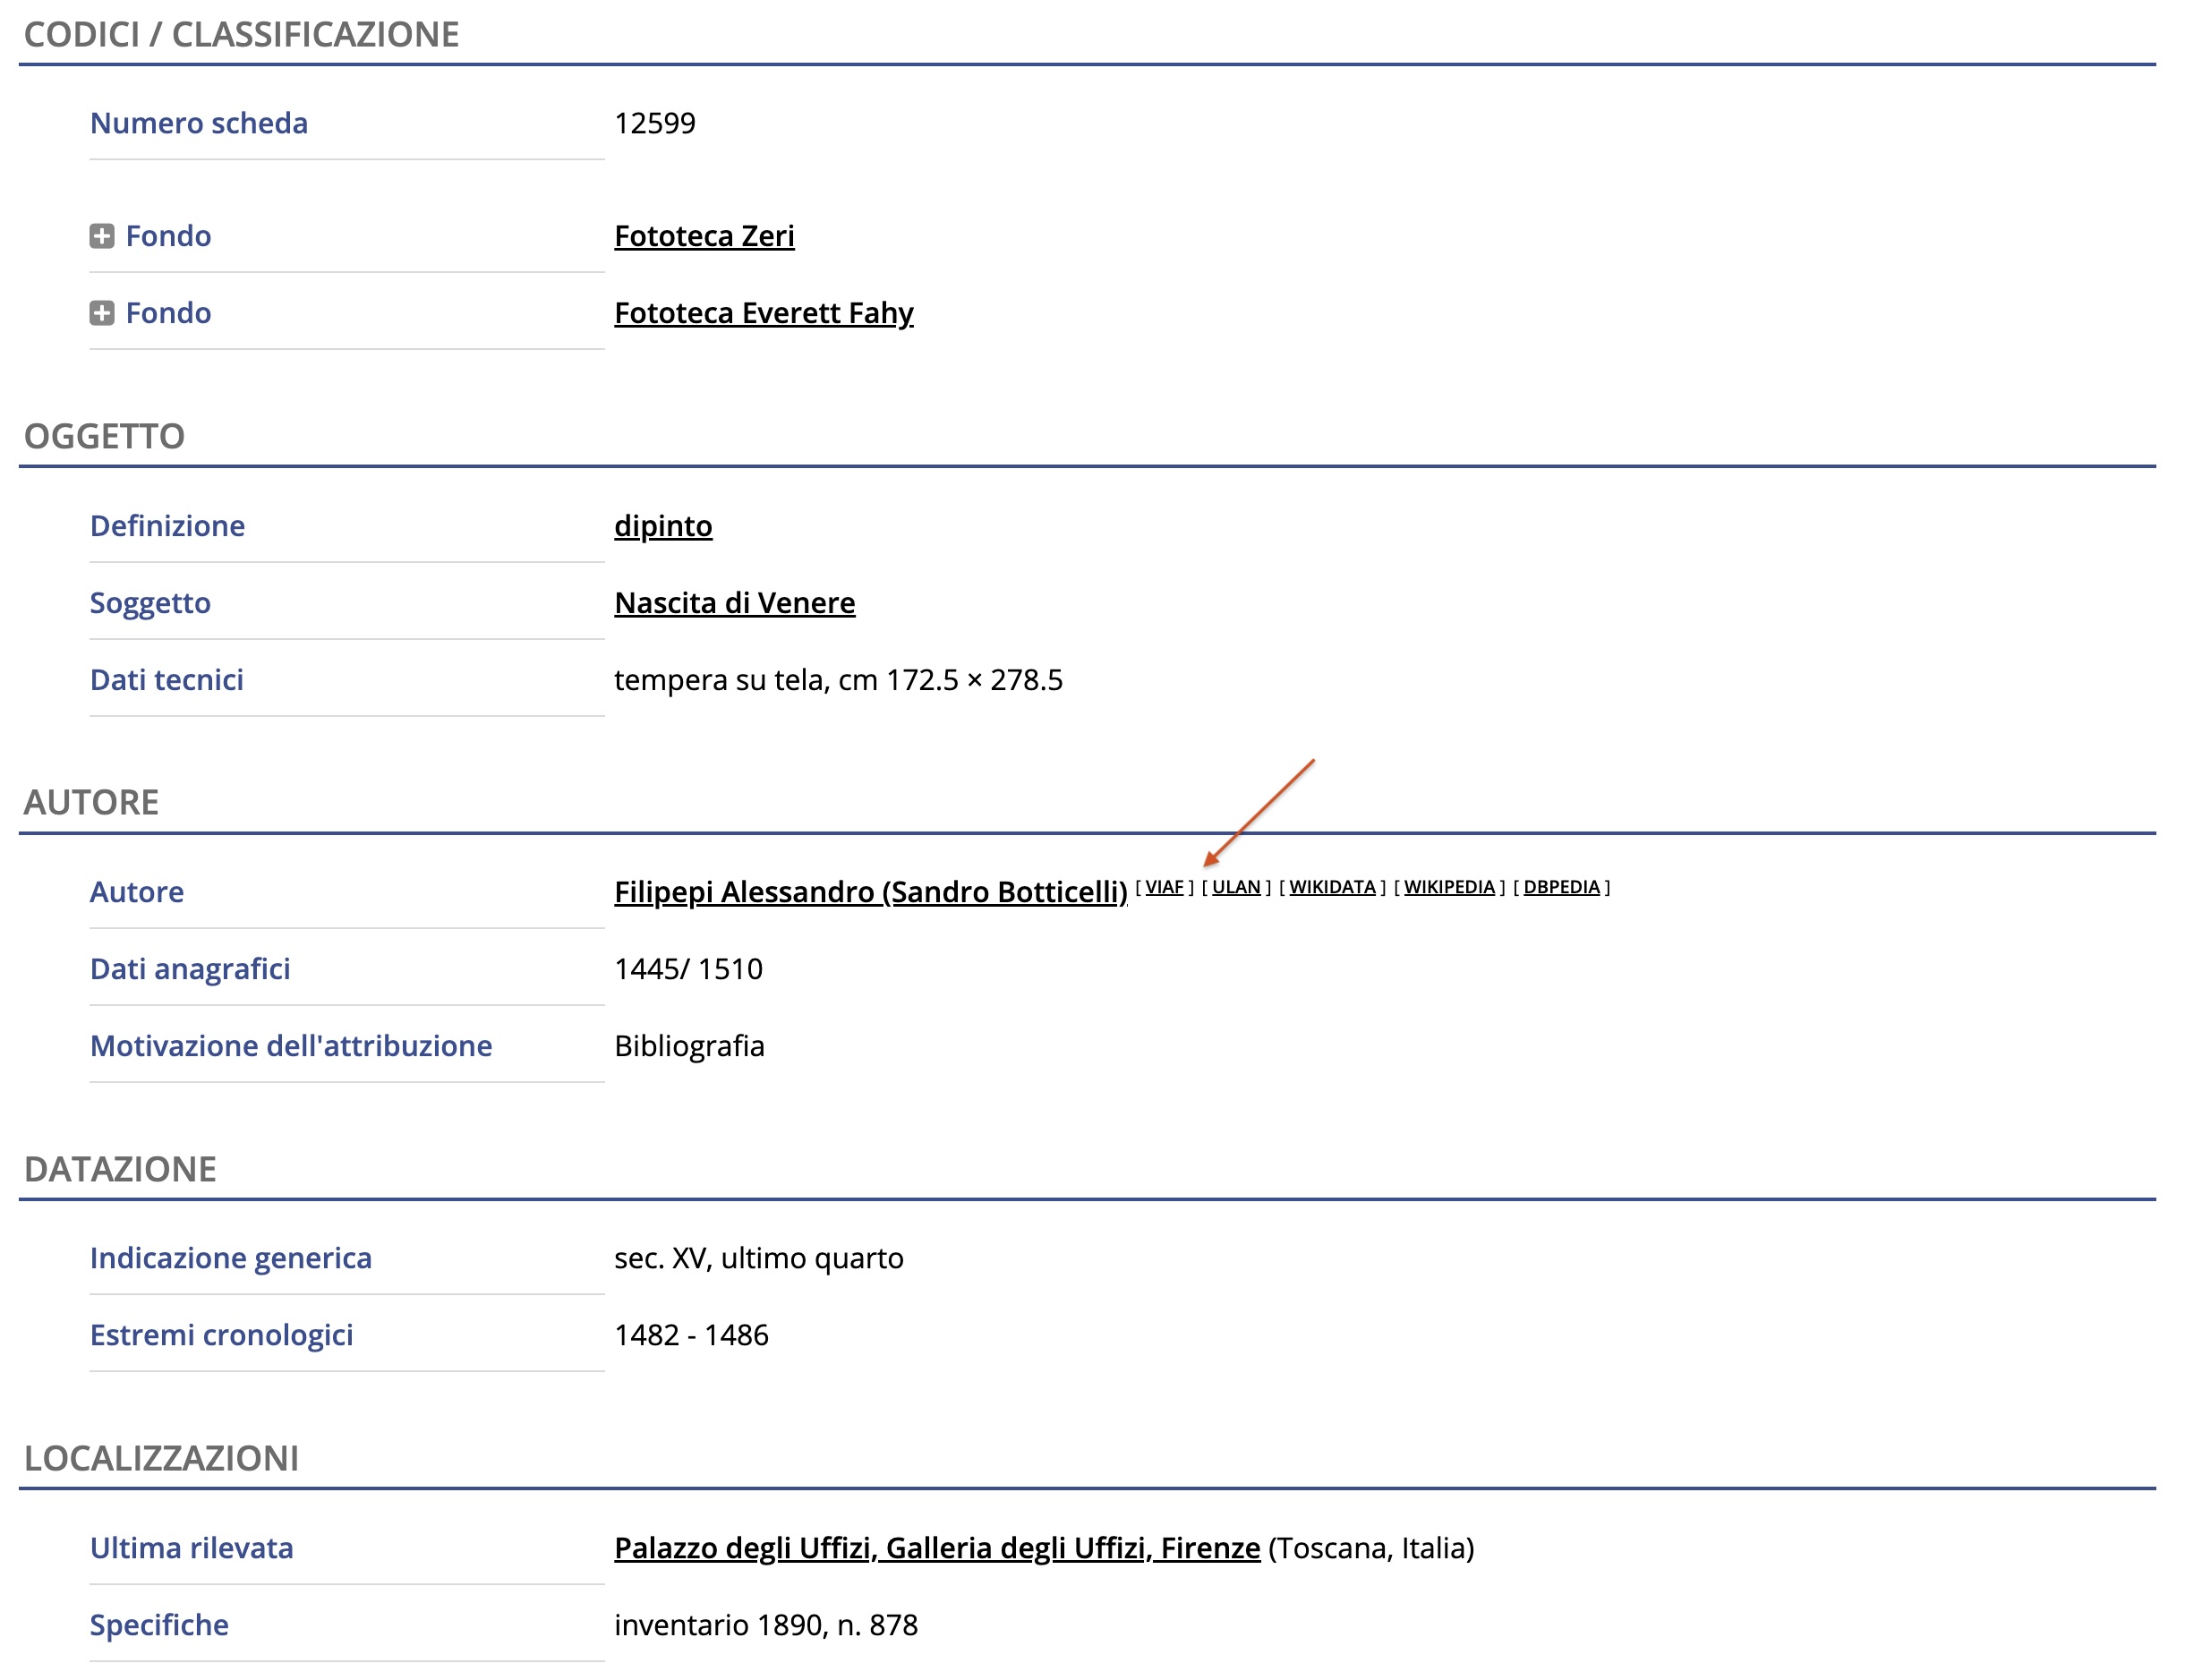 CODICI / CLASSIFICAZIONE
Numero scheda 12599
Fondo Fototeca Zeri
Fondo Fototeca Everett Fahy
OGGETTO
Definizione dipinto
Soggetto Nascita di Venere
Dati tecnici tempera su tela, cm 172.5 × 278.5
AUTORE
Autore Filipepi Alessandro (Sandro Botticelli) [ VIAF ] [ ULAN ] [ WIKIDATA ] [ WIKIPEDIA ] [ DBPEDIA ]
Dati anagrafici 1445/ 1510
Motivazione dell'attribuzione Bibliografia
DATAZIONE
Indicazione generica sec. XV, ultimo quarto
Estremi cronologici 1482 - 1486
LOCALIZZAZIONI
Ultima rilevata Palazzo degli Uffizi, Galleria degli Uffizi, Firenze (Toscana, Italia)
Specifiche inventario 1890, n. 878